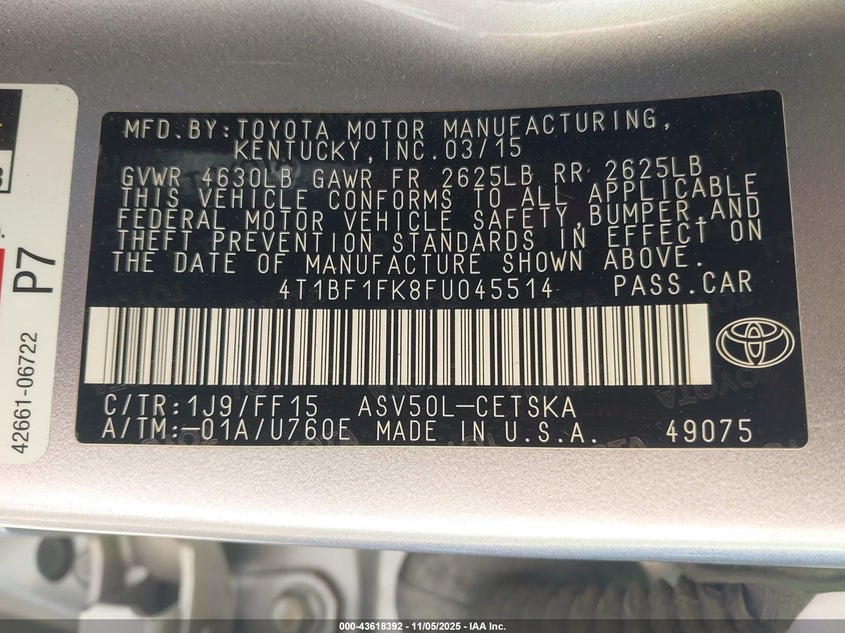 MFD. BY: TOYOTA MOTOR MANUFACTURING,
KENTUCKY, INC. 03/15
GVWR 4630LB GAWR FR 2625LB RR 2625LB
THIS VEHICLE CONFORMS TO ALL APPLICABLE
FEDERAL MOTOR VEHICLE SAFETY, BUMPER, AND
THEFT PREVENTION STANDARDS IN EFFECT ON
THE DATE OF MANUFACTURE SHOWN ABOVE.
4T1BF1FK8FU045514 PASS.CAR
C/TR:1J9/FF15 ASV50L-CETSKA
A/TM:-01A/U760E MADE IN U.S.A. 49075
P7
42661-06722
000-43618392 — 11/05/2025 — IAA Inc.